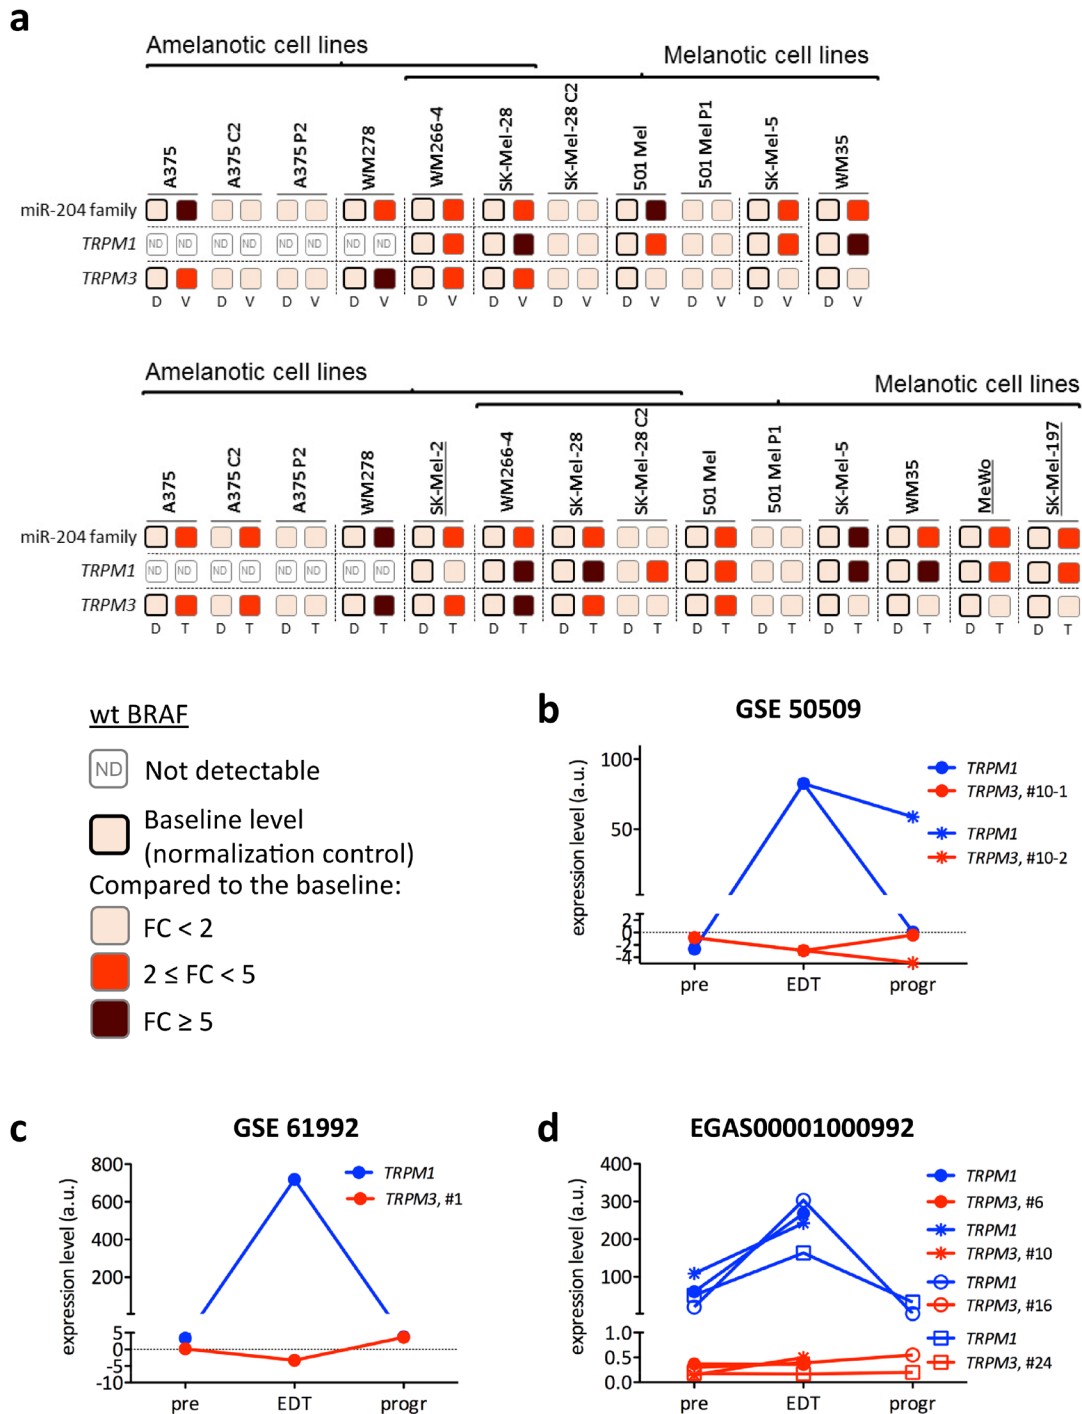 a
Amelanotic cell lines
Melanotic cell lines
A375
A375 C2
A375 P2
WM278
WM266-4
SK-Mel-28
SK-Mel-28 C2
501 Mel
501 Mel P1
SK-Mel-5
WM35
miR-204 family
TRPM1 ND ND ND ND ND ND ND ND
TRPM3
D V D V D V D V D V D V D V D V D V D V D V
Amelanotic cell lines
Melanotic cell lines
A375
A375 C2
A375 P2
WM278
SK-Mel-2
WM266-4
SK-Mel-28
SK-Mel-28 C2
501 Mel
501 Mel P1
SK-Mel-5
WM35
MeWo
SK-Mel-197
miR-204 family
TRPM1 ND ND ND ND ND ND ND ND
TRPM3
D T D T D T D T D T D T D T D T D T D T D T D T D T D T
wt BRAF
ND Not detectable
Baseline level
(normalization control)
Compared to the baseline:
FC < 2
2 ≤ FC < 5
FC ≥ 5
b
GSE 50509
expression level (a.u.)
100
50
2
0
-2
-4
pre EDT progr
TRPM1
TRPM3, #10-1
TRPM1
TRPM3, #10-2
c
GSE 61992
expression level (a.u.)
800
600
400
200
5
0
-5
-10
pre EDT progr
TRPM1
TRPM3, #1
d
EGAS00001000992
expression level (a.u.)
400
300
200
100
1.0
0.5
0.0
pre EDT progr
TRPM1
TRPM3, #6
TRPM1
TRPM3, #10
TRPM1
TRPM3, #16
TRPM1
TRPM3, #24